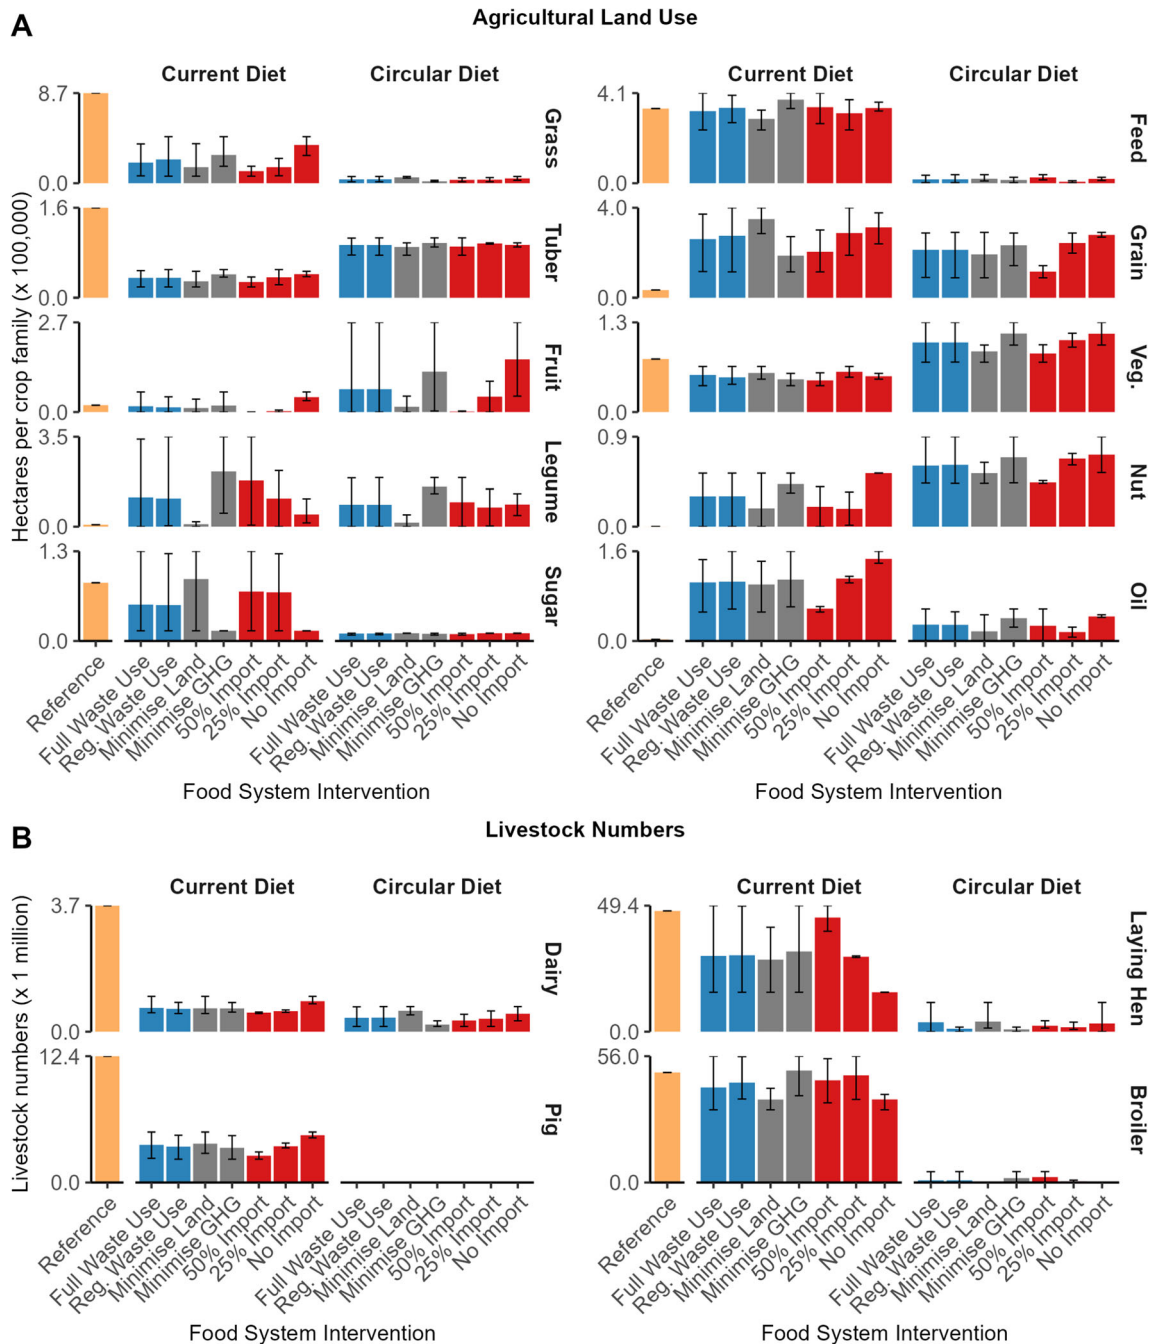 A
Agricultural Land Use
Hectares per crop family (x 100,000)
Current Diet
Circular Diet
8.7
0.0
Grass
1.6
0.0
Tuber
2.7
0.0
Fruit
3.5
0.0
Legume
1.3
0.0
Sugar
Reference
Full Waste Use
Reg. Waste Use
Minimise Land
Minimise GHG
50% Import
25% Import
No Import
Full Waste Use
Reg. Waste Use
Minimise Land
Minimise GHG
50% Import
25% Import
No Import
Food System Intervention
Current Diet
Circular Diet
4.1
0.0
Feed
4.0
0.0
Grain
1.3
0.0
Veg.
0.9
0.0
Nut
1.6
0.0
Oil
Reference
Full Waste Use
Reg. Waste Use
Minimise Land
Minimise GHG
50% Import
25% Import
No Import
Full Waste Use
Reg. Waste Use
Minimise Land
Minimise GHG
50% Import
25% Import
No Import
Food System Intervention
B
Livestock Numbers
Livestock numbers (x 1 million)
Current Diet
Circular Diet
3.7
0.0
Dairy
12.4
0.0
Pig
Reference
Full Waste Use
Reg. Waste Use
Minimise Land
Minimise GHG
50% Import
25% Import
No Import
Full Waste Use
Reg. Waste Use
Minimise Land
Minimise GHG
50% Import
25% Import
No Import
Food System Intervention
Current Diet
Circular Diet
49.4
0.0
Laying Hen
56.0
0.0
Broiler
Reference
Full Waste Use
Reg. Waste Use
Minimise Land
Minimise GHG
50% Import
25% Import
No Import
Full Waste Use
Reg. Waste Use
Minimise Land
Minimise GHG
50% Import
25% Import
No Import
Food System Intervention